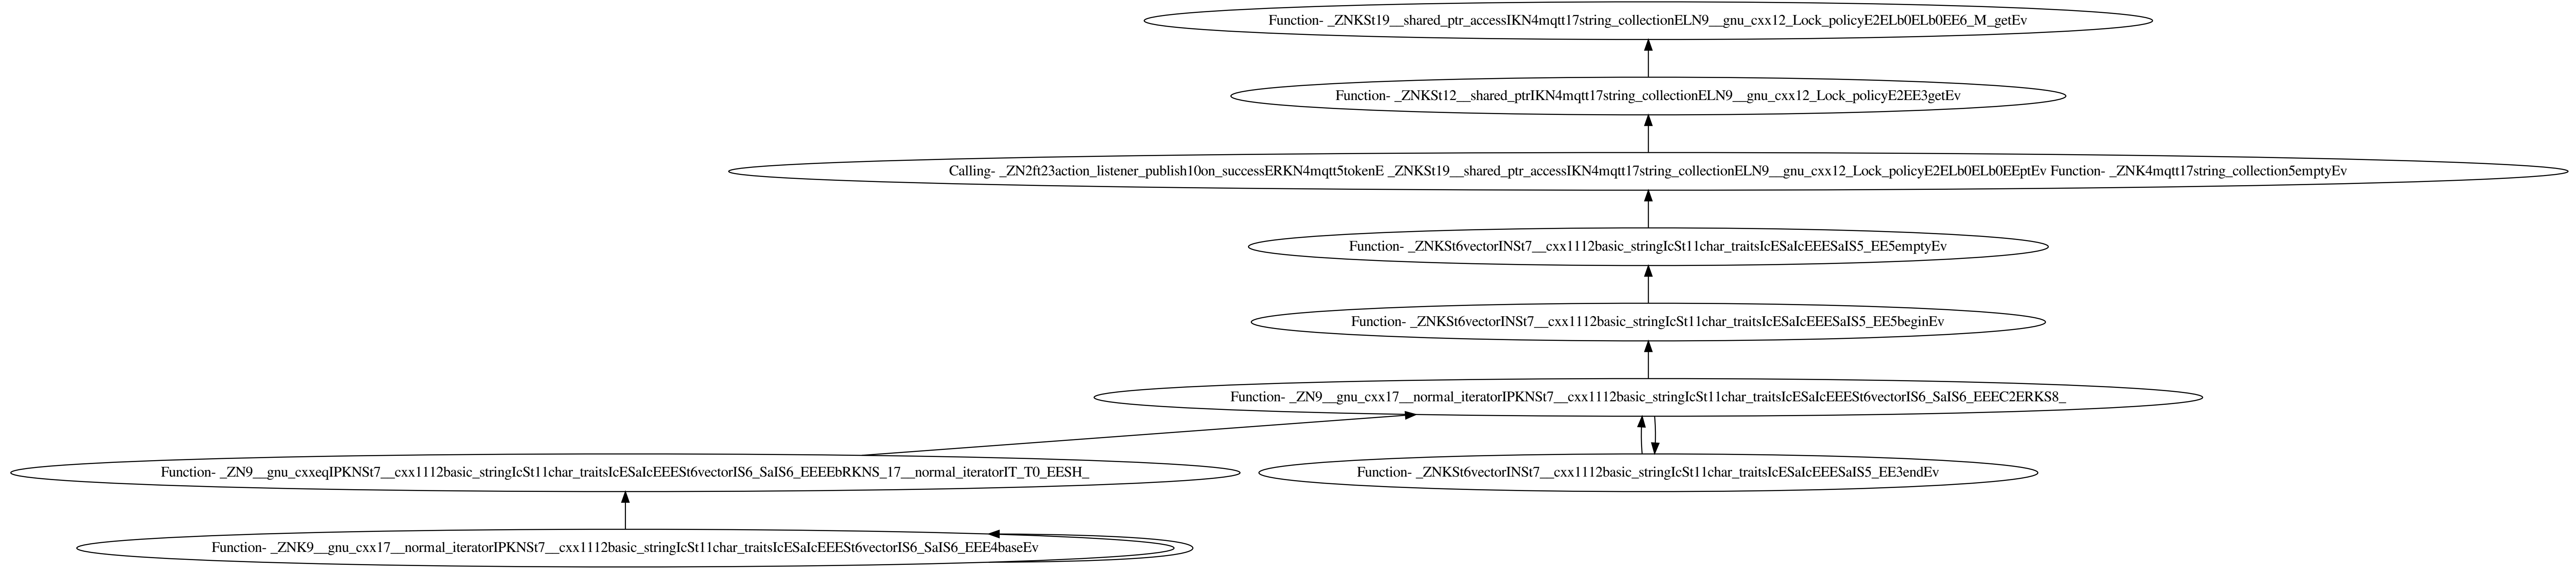 Function- _ZNKSt19__shared_ptr_accessIKN4mqtt17string_collectionELN9__gnu_cxx12_Lock_policyE2ELb0ELb0EE6_M_getEv
Function- _ZNKSt12__shared_ptrIKN4mqtt17string_collectionELN9__gnu_cxx12_Lock_policyE2EE3getEv
Calling- _ZN2ft23action_listener_publish10on_successERKN4mqtt5tokenE _ZNKSt19__shared_ptr_accessIKN4mqtt17string_collectionELN9__gnu_cxx12_Lock_policyE2ELb0ELb0EEptEv Function- _ZNK4mqtt17string_collection5emptyEv
Function- _ZNKSt6vectorINSt7__cxx1112basic_stringIcSt11char_traitsIcESaIcEEESaIS5_EE5emptyEv
Function- _ZNKSt6vectorINSt7__cxx1112basic_stringIcSt11char_traitsIcESaIcEEESaIS5_EE5beginEv
Function- _ZN9__gnu_cxx17__normal_iteratorIPKNSt7__cxx1112basic_stringIcSt11char_traitsIcESaIcEEESt6vectorIS6_SaIS6_EEEC2ERKS8_
Function- _ZN9__gnu_cxxeqIPKNSt7__cxx1112basic_stringIcSt11char_traitsIcESaIcEEESt6vectorIS6_SaIS6_EEEEbRKNS_17__normal_iteratorIT_T0_EESH_
Function- _ZNKSt6vectorINSt7__cxx1112basic_stringIcSt11char_traitsIcESaIcEEESaIS5_EE3endEv
Function- _ZNK9__gnu_cxx17__normal_iteratorIPKNSt7__cxx1112basic_stringIcSt11char_traitsIcESaIcEEESt6vectorIS6_SaIS6_EEE4baseEv